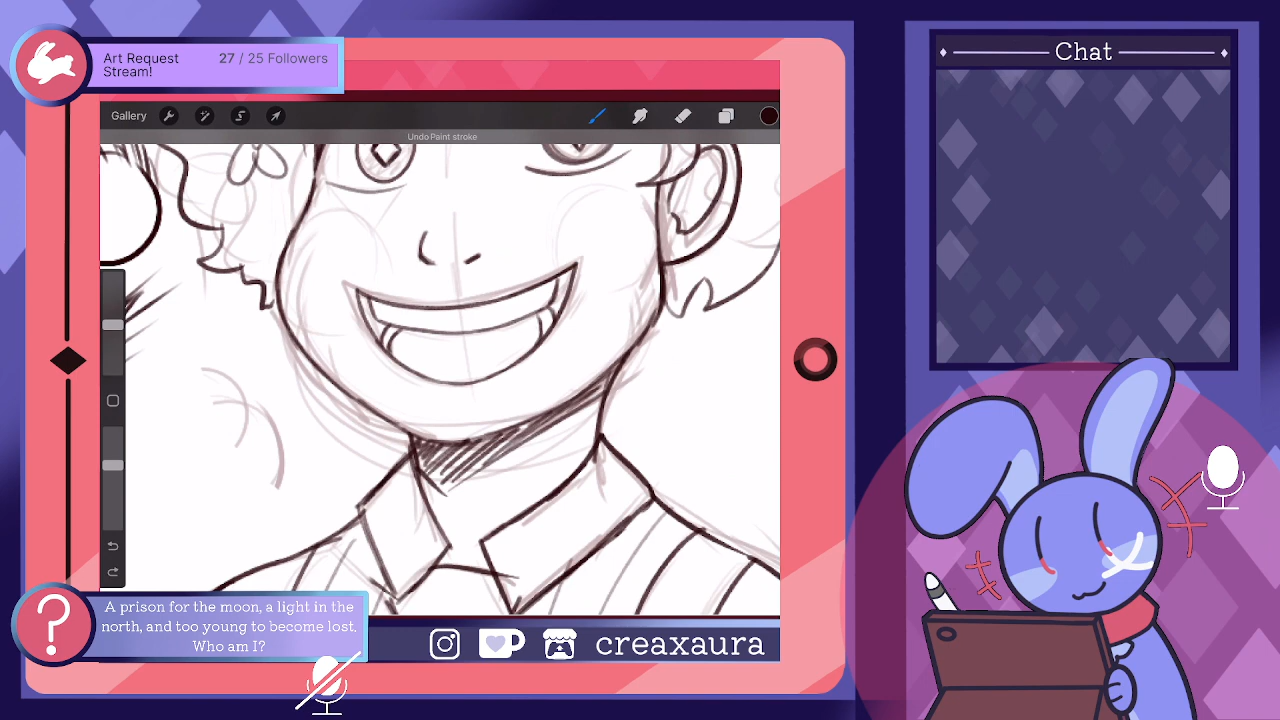 Art Request
Stream!
27 / 25 Followers
Chat
Gallery
Undo Paint stroke
A prison for the moon, a light in the
north, and too young to become lost.
Who am I?
creaxaura